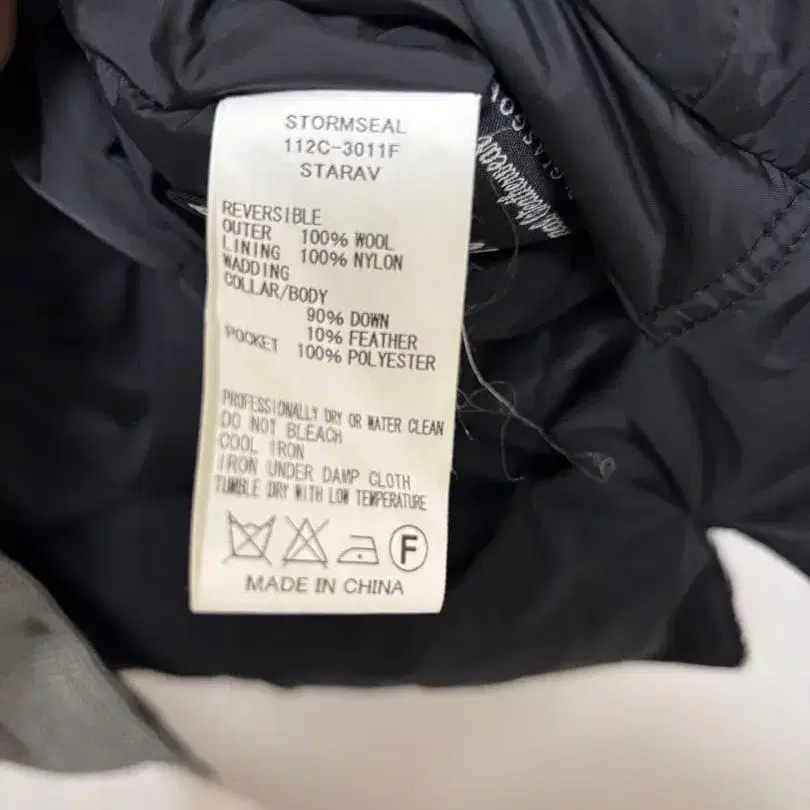 STORMSEAL
112C-3011F
STARAV
REVERSIBLE
OUTER 100% WOOL
LINING 100% NYLON
WADDING
COLLAR/BODY
90% DOWN
10% FEATHER
POCKET 100% POLYESTER
PROFESSIONALLY DRY OR WATER CLEAN
DO NOT BLEACH
COOL IRON
IRON UNDER DAMP CLOTH
TUMBLE DRY WITH LOW TEMPERATURE
F
MADE IN CHINA
GLASGOW